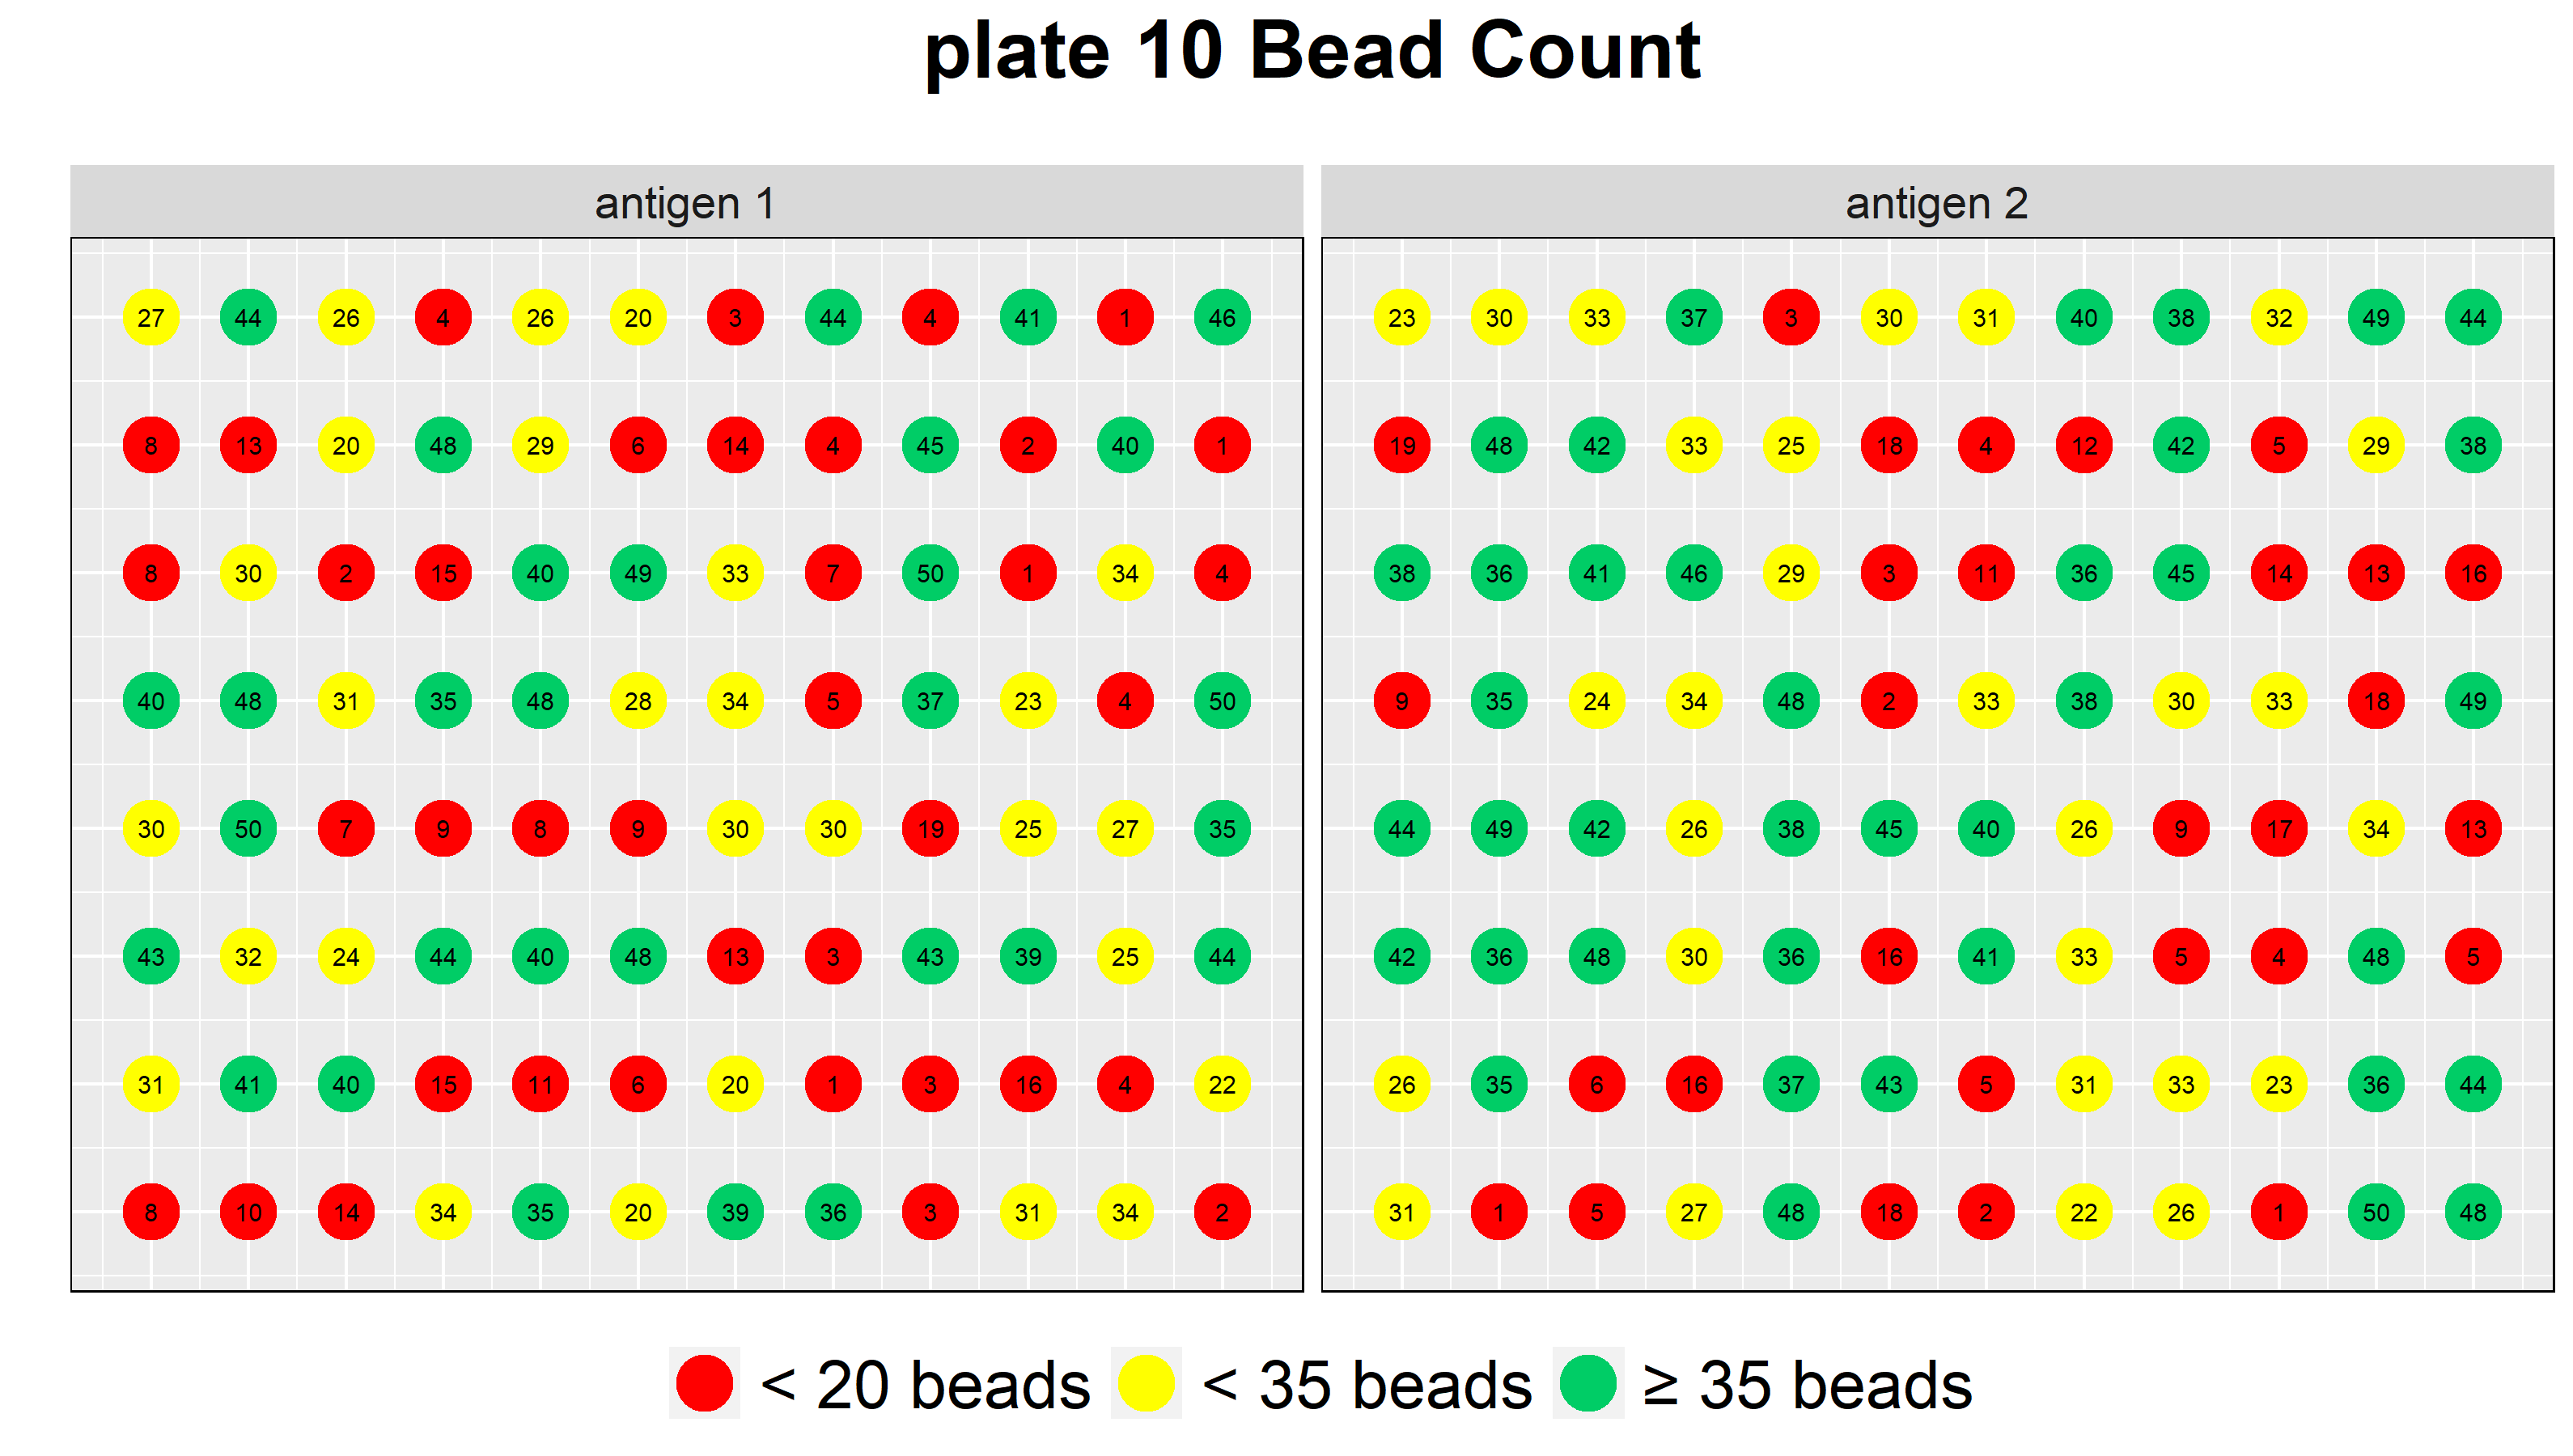 plate 10 Bead Count
antigen 1 antigen 2
27 44 26 4 26 20 3 44 4 41 1 46 23 30 33 37 3 30 31 40 38 32 49 44
8 13 20 48 29 6 14 4 45 2 40 1 19 48 42 33 25 18 4 12 42 5 29 38
8 30 2 15 40 49 33 7 50 1 34 4 38 36 41 46 29 3 11 36 45 14 13 16
40 48 31 35 48 28 34 5 37 23 4 50 9 35 24 34 48 2 33 38 30 33 18 49
30 50 7 9 8 9 30 30 19 25 27 35 44 49 42 26 38 45 40 26 9 17 34 13
43 32 24 44 40 48 13 3 43 39 25 44 42 36 48 30 36 16 41 33 5 4 48 5
31 41 40 15 11 6 20 1 3 16 4 22 26 35 6 16 37 43 5 31 33 23 36 44
8 10 14 34 35 20 39 36 3 31 34 2 31 1 5 27 48 18 2 22 26 1 50 48
< 20 beads < 35 beads ≥ 35 beads